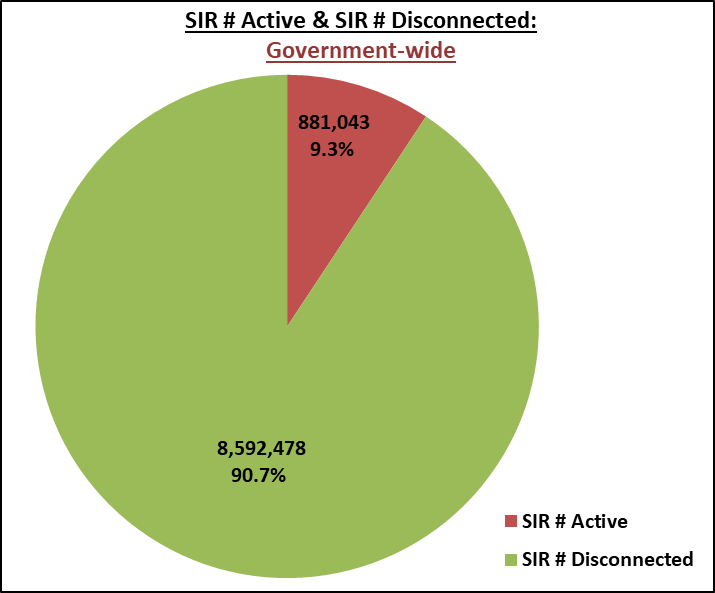 SIR # Active & SIR # Disconnected:
Government-wide
881,043
9.3%
8,592,478
90.7%
SIR # Active
SIR # Disconnected